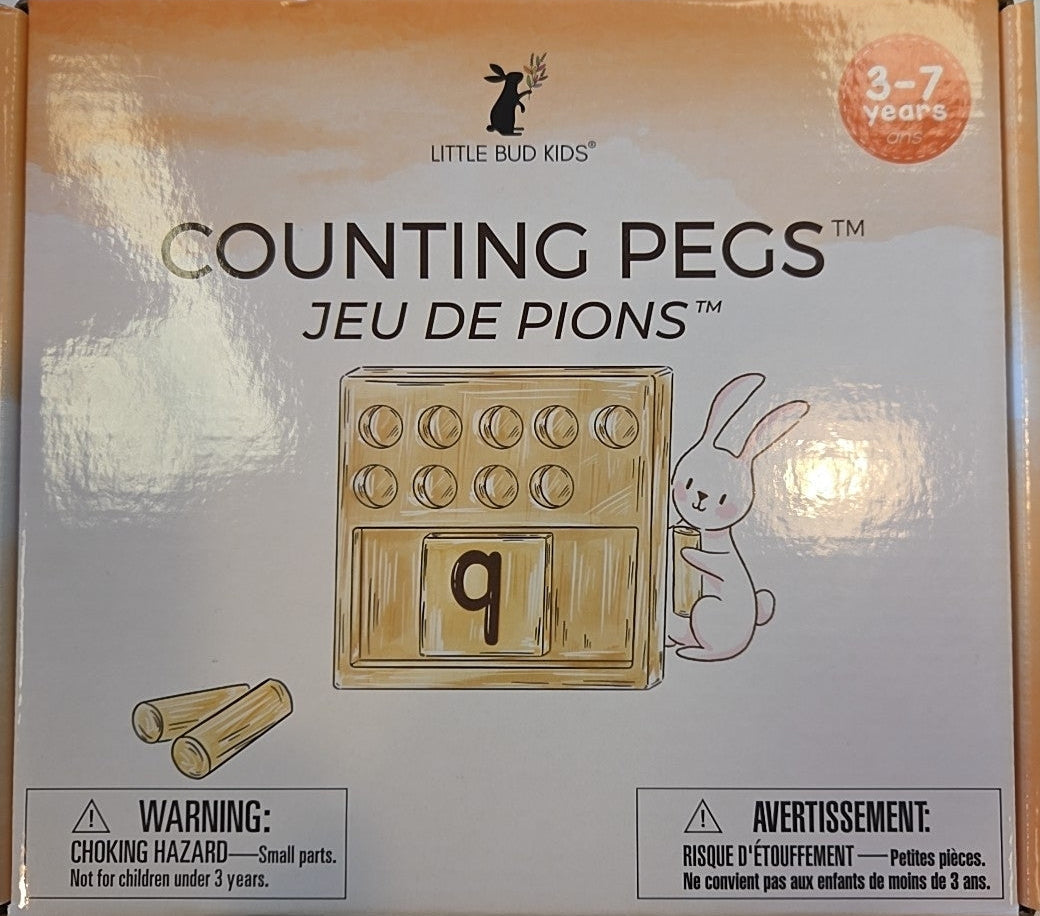 LITTLE BUD KIDS®
3-7
years
ans
COUNTING PEGS™
JEU DE PIONS™
9
WARNING:
CHOKING HAZARD—Small parts.
Not for children under 3 years.
AVERTISSEMENT:
RISQUE D'ÉTOUFFEMENT — Petites pièces.
Ne convient pas aux enfants de moins de 3 ans.